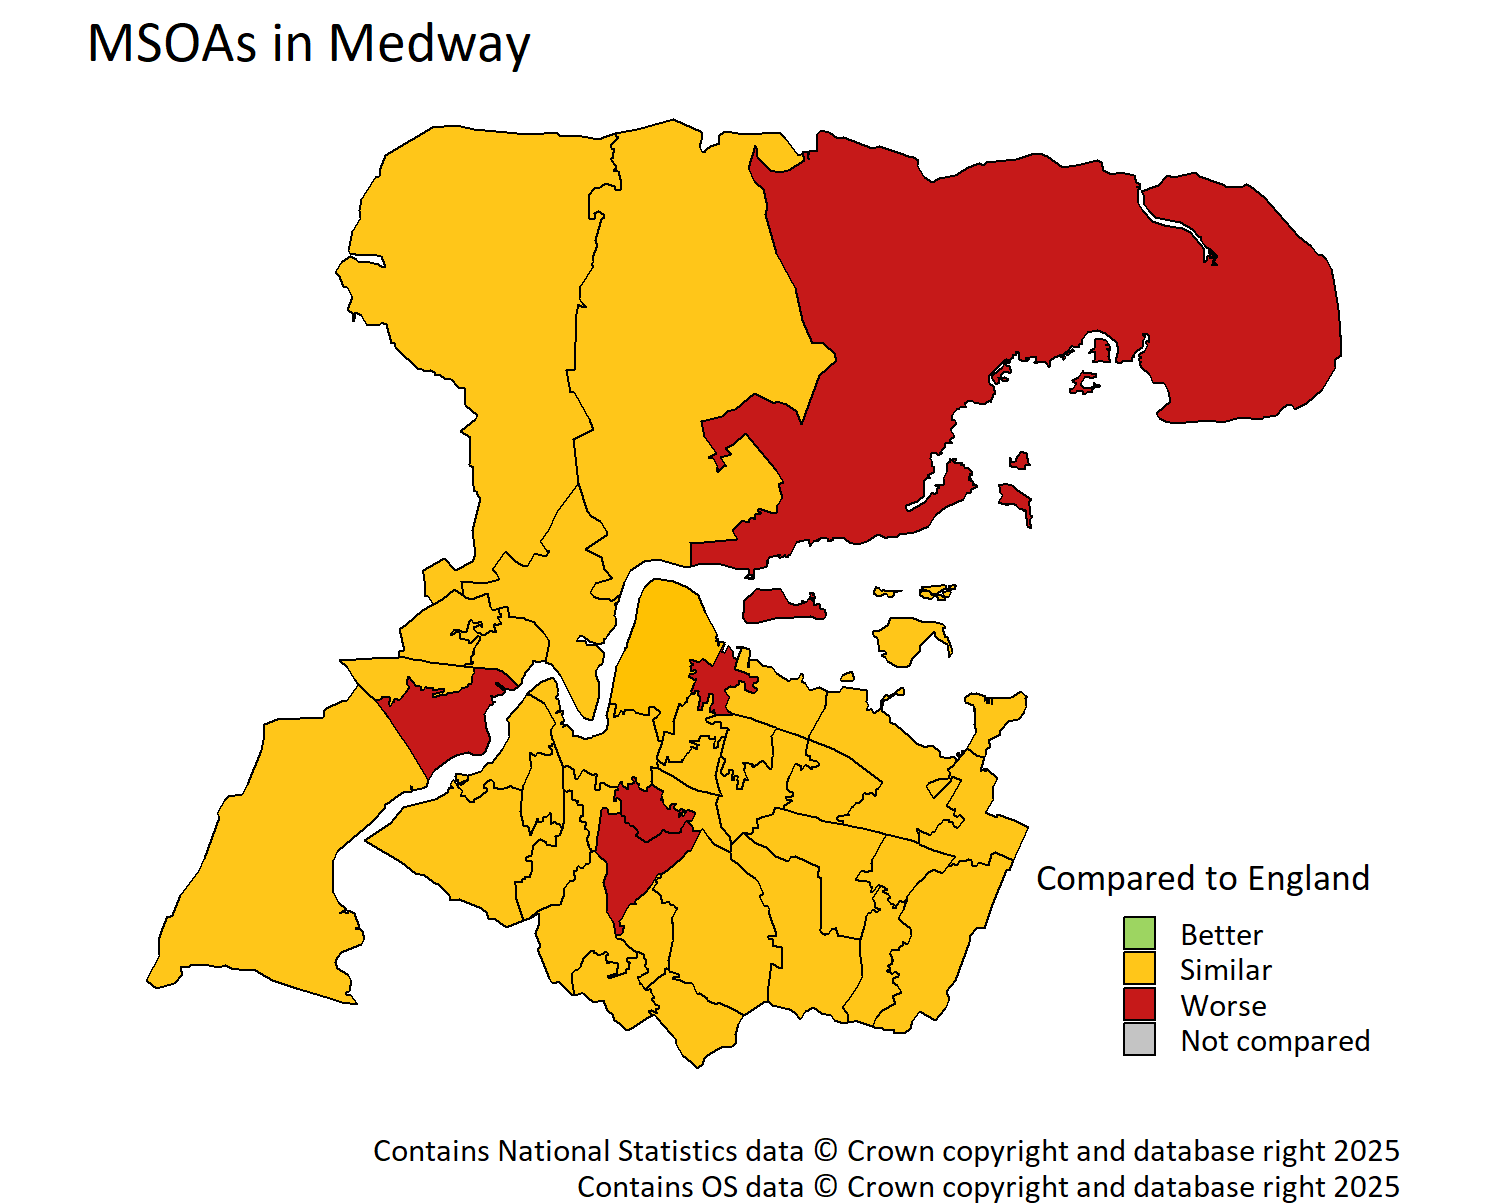 MSOAs in Medway
Compared to England
Better
Similar
Worse
Not compared
Contains National Statistics data © Crown copyright and database right 2025
Contains OS data © Crown copyright and database right 2025